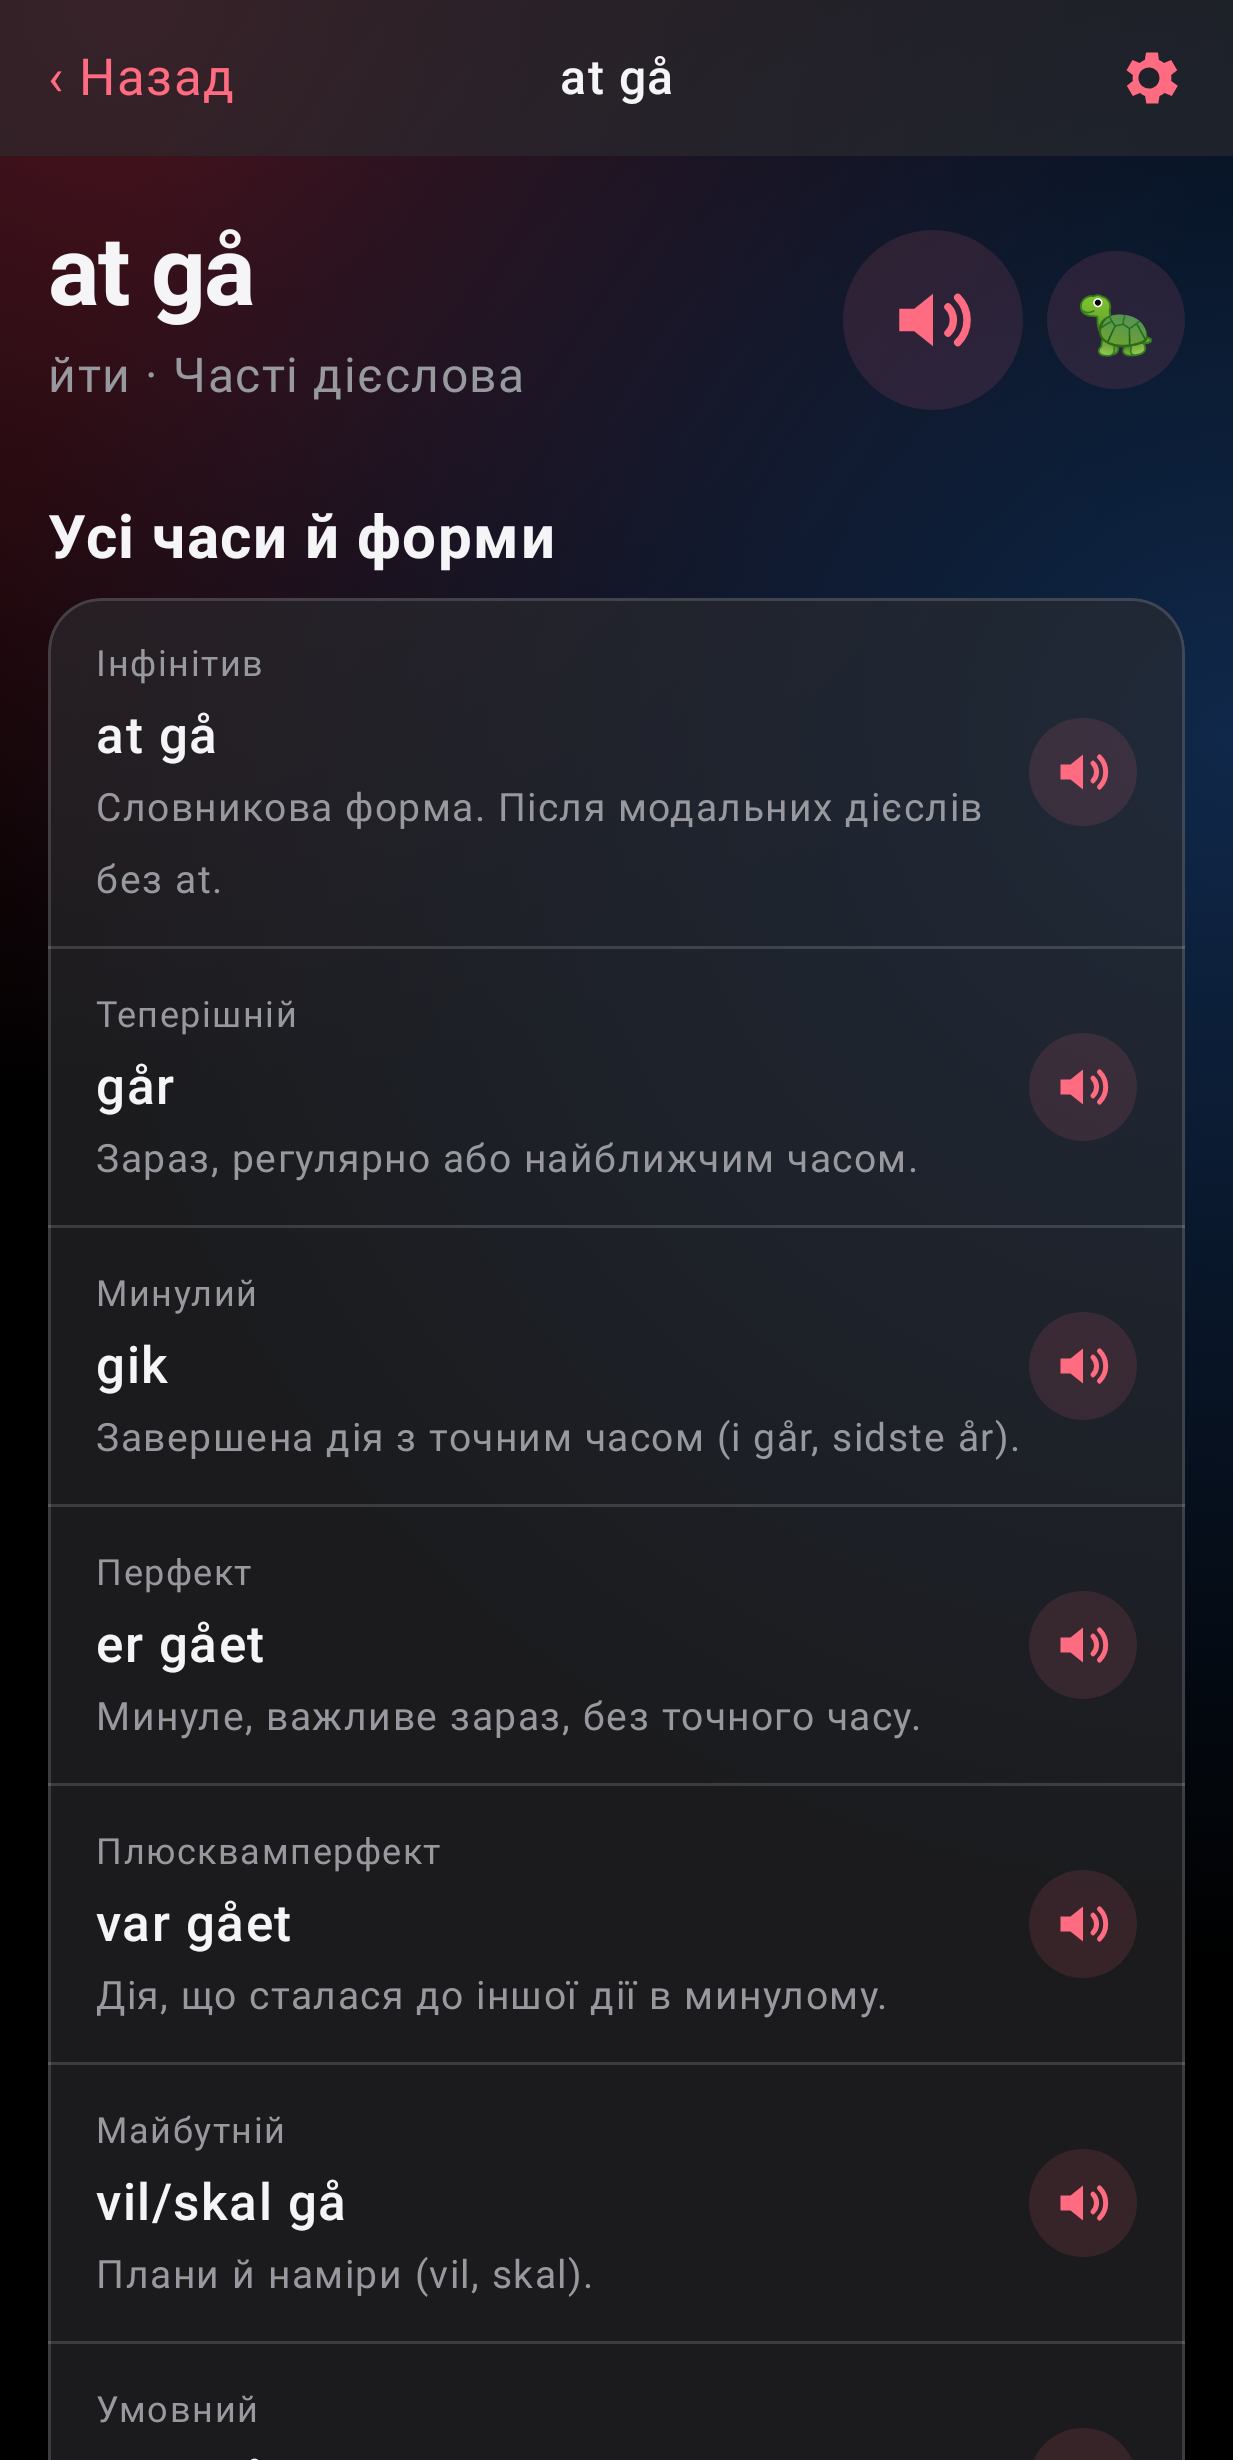 ‹ Назад
at gå
at gå
йти · Часті дієслова
Усі часи й форми
Інфінітив
at gå
Словникова форма. Після модальних дієслів
без at.
Теперішній
går
Зараз, регулярно або найближчим часом.
Минулий
gik
Завершена дія з точним часом (i går, sidste år).
Перфект
er gået
Минуле, важливе зараз, без точного часу.
Плюсквамперфект
var gået
Дія, що сталася до іншої дії в минулому.
Майбутній
vil/skal gå
Плани й наміри (vil, skal).
Умовний